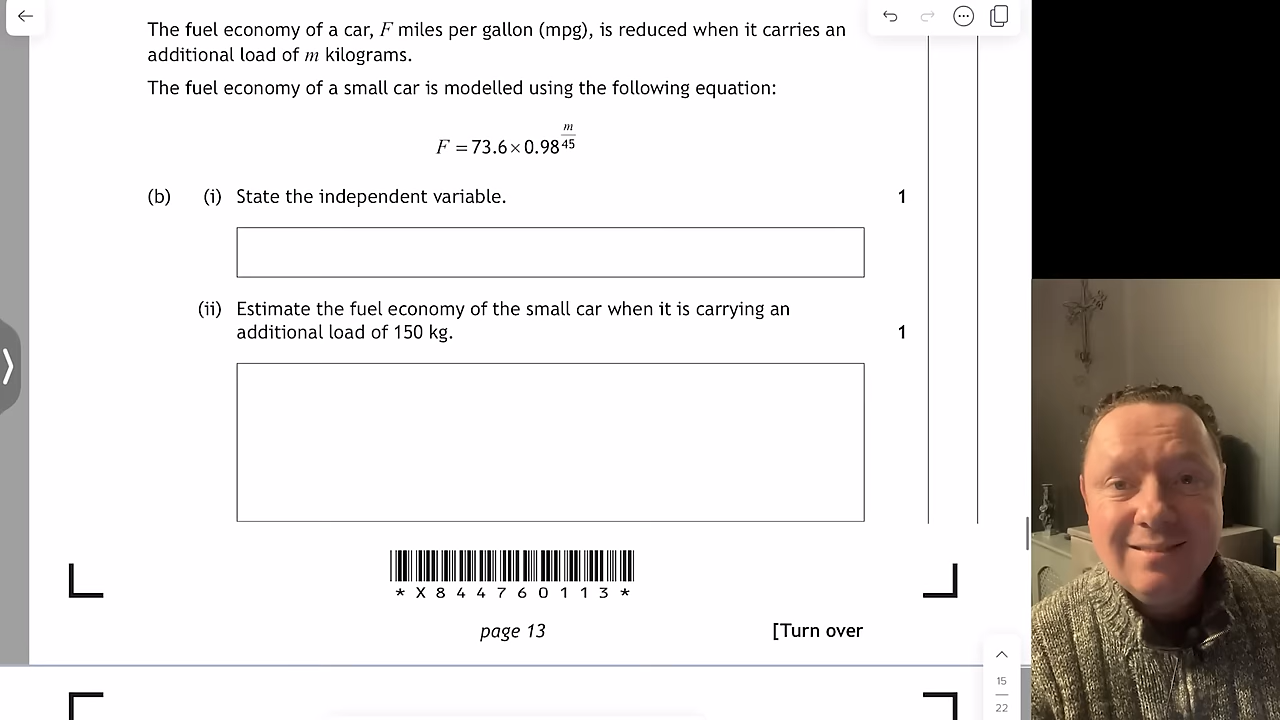 The fuel economy of a car, F miles per gallon (mpg), is reduced when it carries an
additional load of m kilograms.
The fuel economy of a small car is modelled using the following equation:
F = 73.6 × 0.98^(m/45)
(b) (i) State the independent variable. 1
(ii) Estimate the fuel economy of the small car when it is carrying an
additional load of 150 kg. 1
* X 8 4 4 7 6 0 1 1 3 *
page 13 [Turn over
15
22